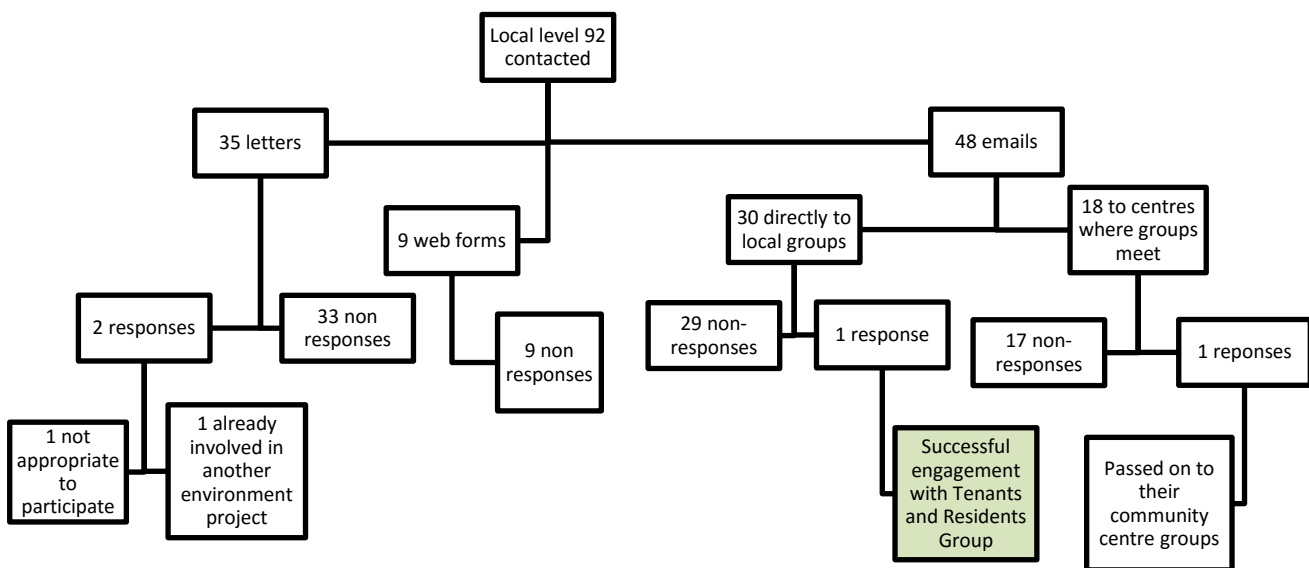 Local level 92
contacted
35 letters
48 emails
9 web forms
30 directly to
local groups
18 to centres
where groups
meet
2 responses
33 non
responses
9 non
responses
29 non-
responses
1 response
17 non-
responses
1 reponses
1 not
appropriate
to
participate
1 already
involved in
another
environment
project
Successful
engagement
with Tenants
and Residents
Group
Passed on to
their
community
centre groups